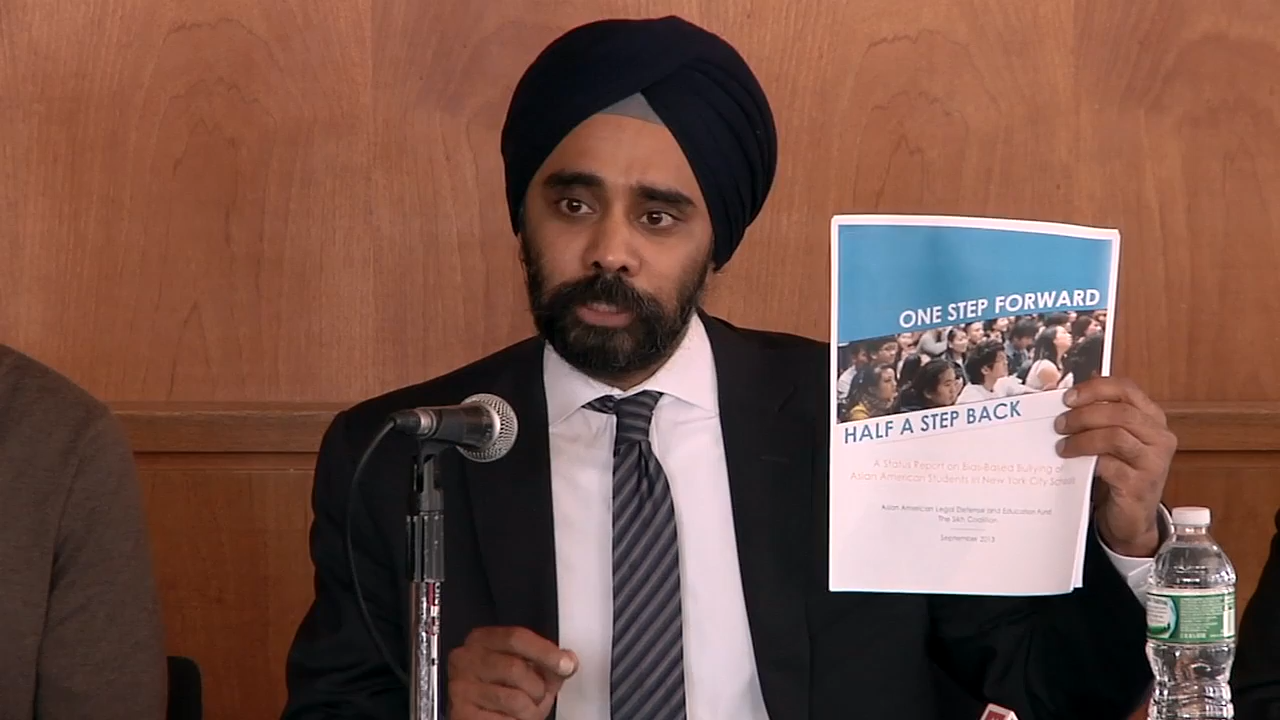 ONE STEP FORWARD
HALF A STEP BACK
A Status Report on Bias-Based Bullying of
Asian American Students in New York City Schools
Asian American Legal Defense and Education Fund
The Sikh Coalition
September 2013